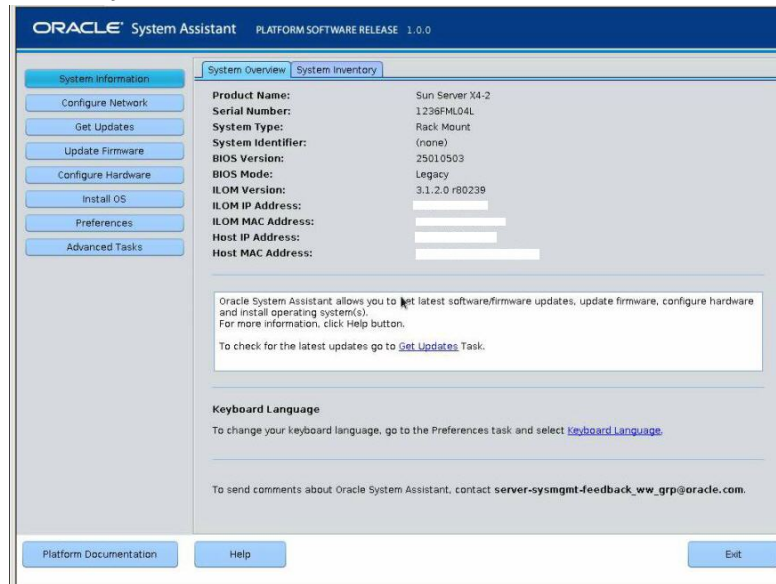 ORACLE® System Assistant PLATFORM SOFTWARE RELEASE 1.0.0
System Information
Configure Network
Get Updates
Update Firmware
Configure Hardware
Install OS
Preferences
Advanced Tasks
System Overview System Inventory
Product Name: Sun Server X4-2
Serial Number: 1236FML04L
System Type: Rack Mount
System Identifier: (none)
BIOS Version: 25010503
BIOS Mode: Legacy
ILOM Version: 3.1.2.0 r80239
ILOM IP Address:
ILOM MAC Address:
Host IP Address:
Host MAC Address:
Oracle System Assistant allows you to get latest software/firmware updates, update firmware, configure hardware
and install operating system(s).
For more information, click Help button.
To check for the latest updates go to Get Updates Task.
Keyboard Language
To change your keyboard language, go to the Preferences task and select Keyboard Language.
To send comments about Oracle System Assistant, contact server-sysmgmt-feedback_ww_grp@oracle.com.
Platform Documentation Help Exit